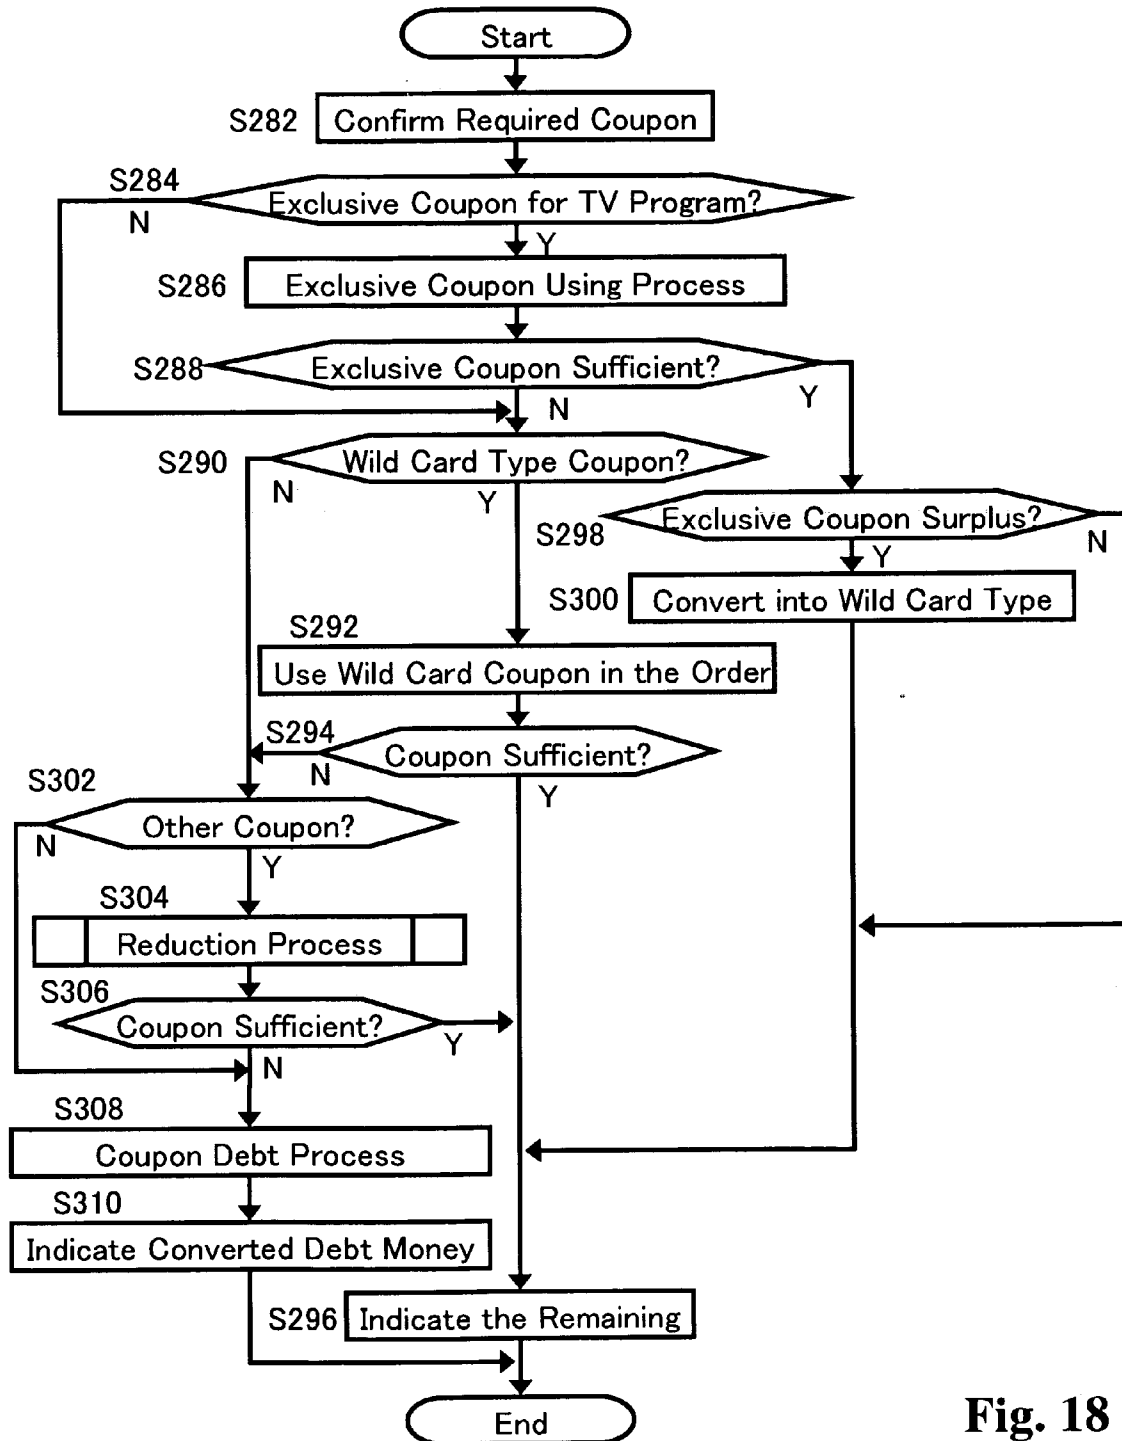 Start
S282
Confirm Required Coupon
S284
Exclusive Coupon for TV Program?
N
Y
S286
Exclusive Coupon Using Process
S288
Exclusive Coupon Sufficient?
N
Y
S290
Wild Card Type Coupon?
N
Y
S298
Exclusive Coupon Surplus?
N
Y
S300
Convert into Wild Card Type
S292
Use Wild Card Coupon in the Order
S294
Coupon Sufficient?
N
Y
S302
Other Coupon?
N
Y
S304
Reduction Process
S306
Coupon Sufficient?
Y
N
S308
Coupon Debt Process
S310
Indicate Converted Debt Money
S296
Indicate the Remaining
End
Fig. 18